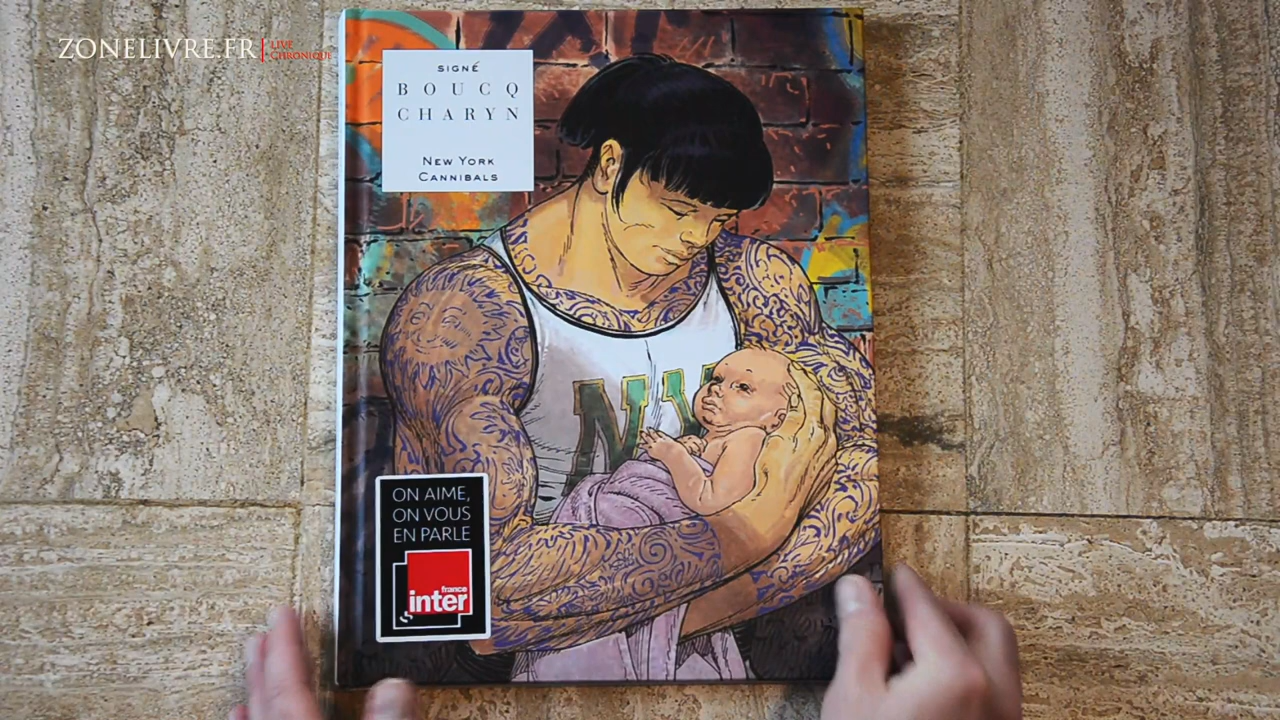 ZONELIVRE.FR
LIVE
CHRONIQUE
SIGNÉ
BOUCQ
CHARYN
NEW YORK
CANNIBALS
NY
ON AIME,
ON VOUS
EN PARLE
france
inter